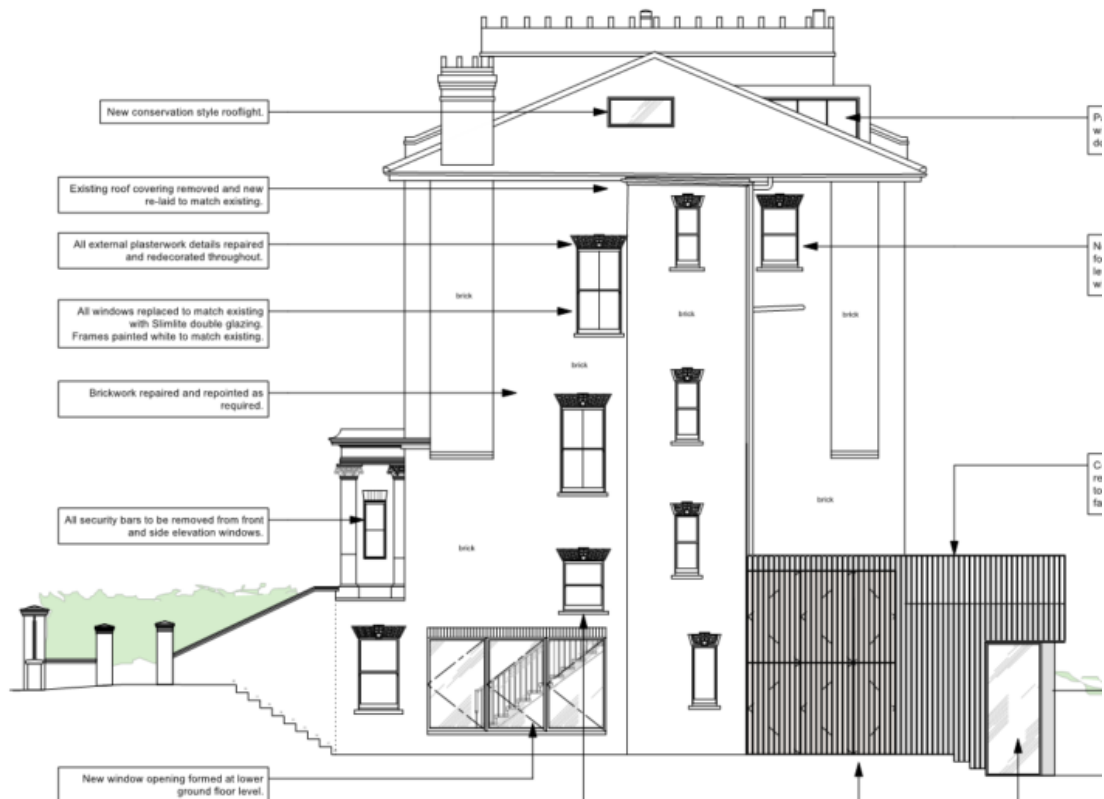 New conservation style rooflight.
Existing roof covering removed and new
re-laid to match existing.
All external plasterwork details repaired
and redecorated throughout.
All windows replaced to match existing
with Slimlite double glazing.
Frames painted white to match existing.
Brickwork repaired and repointed as
required.
All security bars to be removed from front
and side elevation windows.
New window opening formed at lower
ground floor level.
brick
brick
brick
brick
brick
brick